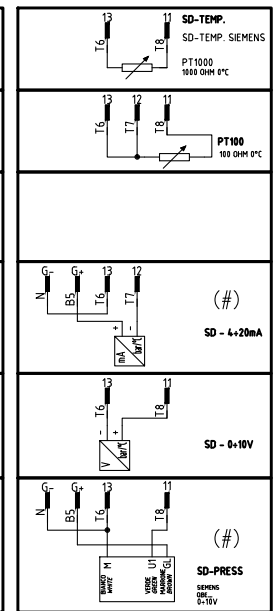 13 11 SD-TEMP.
T6 T8 SD-TEMP. SIEMENS
PT1000
1000 OHM 0°C
13 12 11
T6 T7 T8
PT100
100 OHM 0°C
G- G+ 13 12
N B5 T6 T7
(#)
+ -
mA bar/°C
SD - 4÷20mA
13 11
T6 T8
- +
V bar/°C
SD - 0÷10V
G- G+ 13 11
N B5 T6 T8
(#)
BIANCO WHITE M
VERDE GREEN U1
MARRONE BROWN GL
SD-PRESS
SIEMENS
QBE...
0÷10V